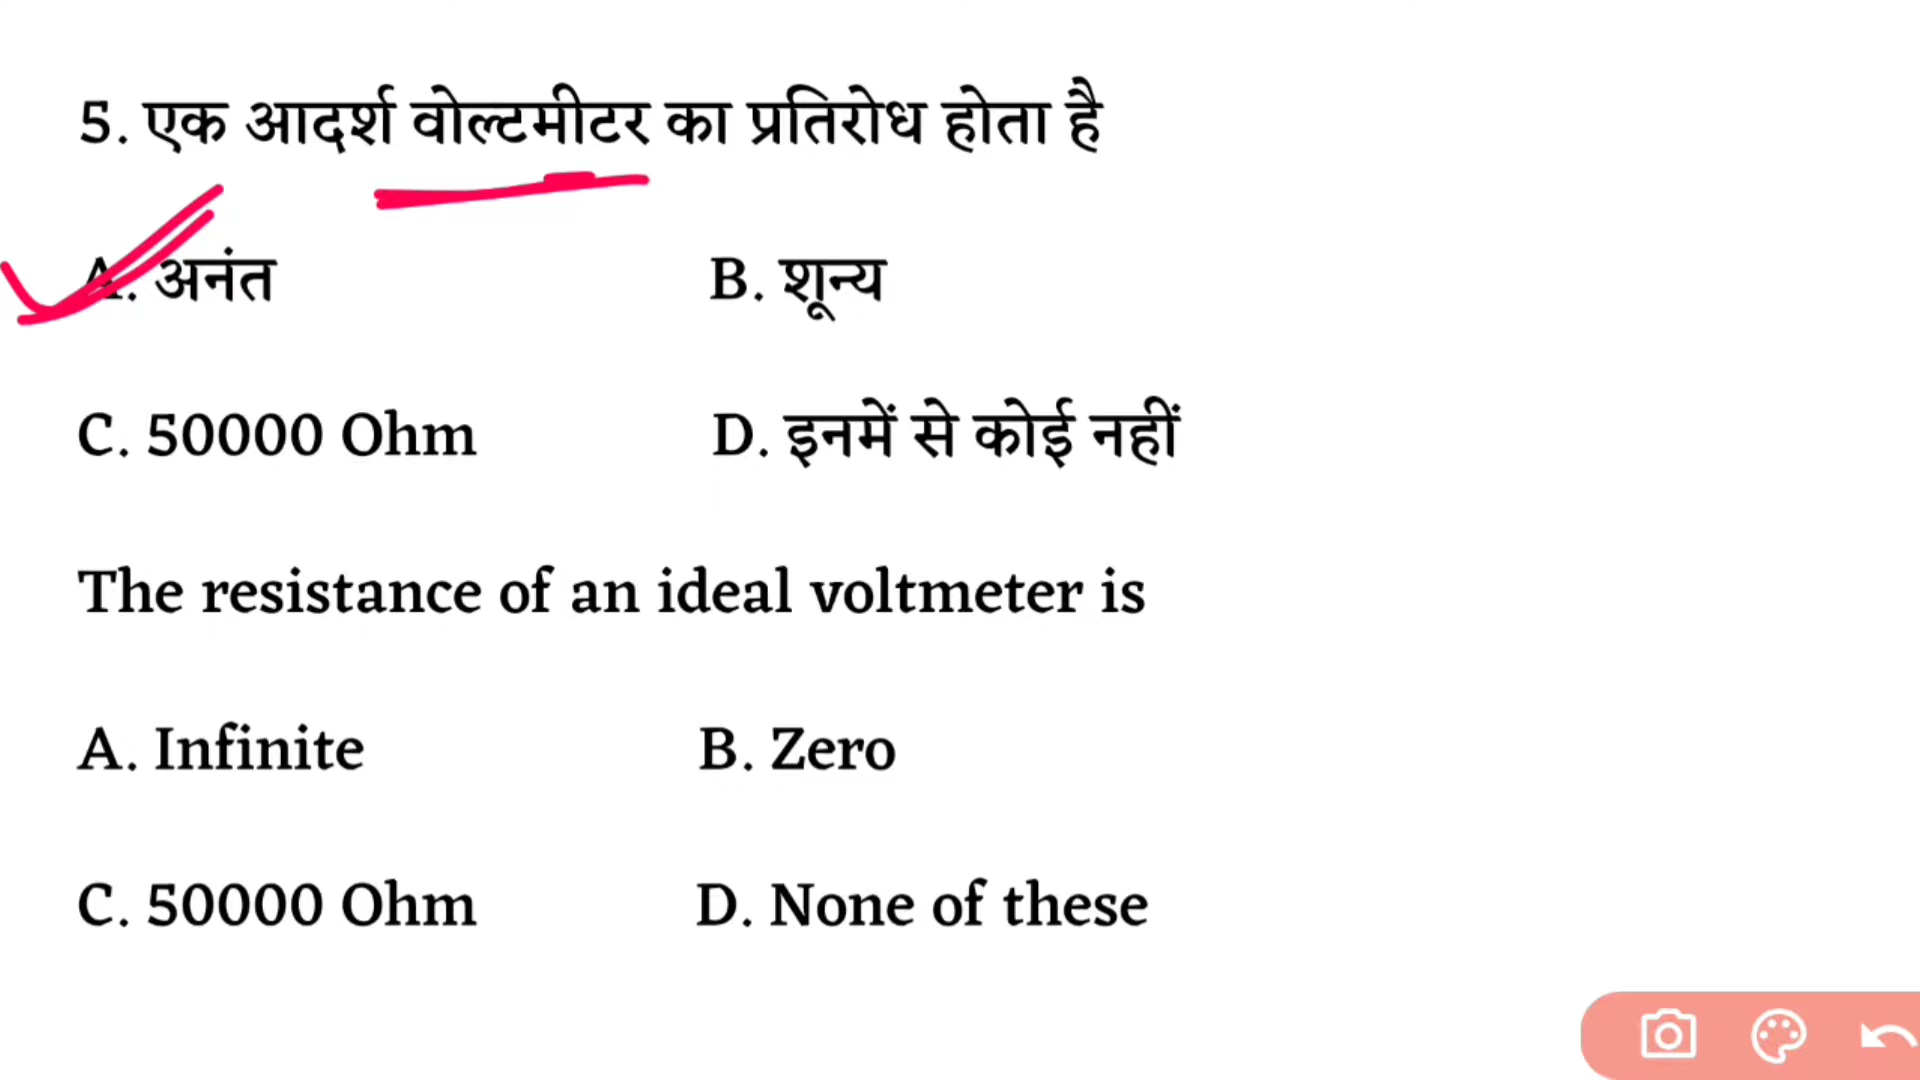 5. एक आदर्श वोल्टमीटर का प्रतिरोध होता है
A. अनंत B. शून्य
C. 50000 Ohm D. इनमें से कोई नहीं
The resistance of an ideal voltmeter is
A. Infinite B. Zero
C. 50000 Ohm D. None of these